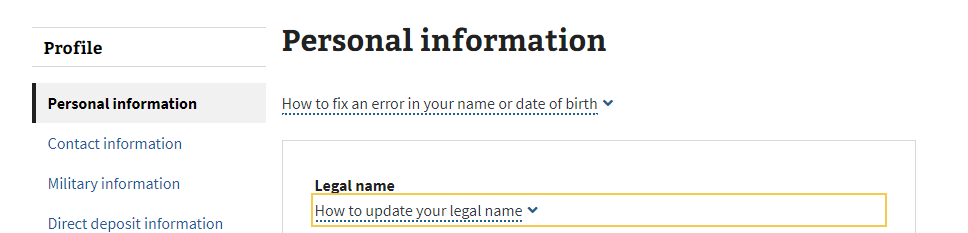 Profile
Personal information
Contact information
Military information
Direct deposit information
Personal information
How to fix an error in your name or date of birth
Legal name
How to update your legal name